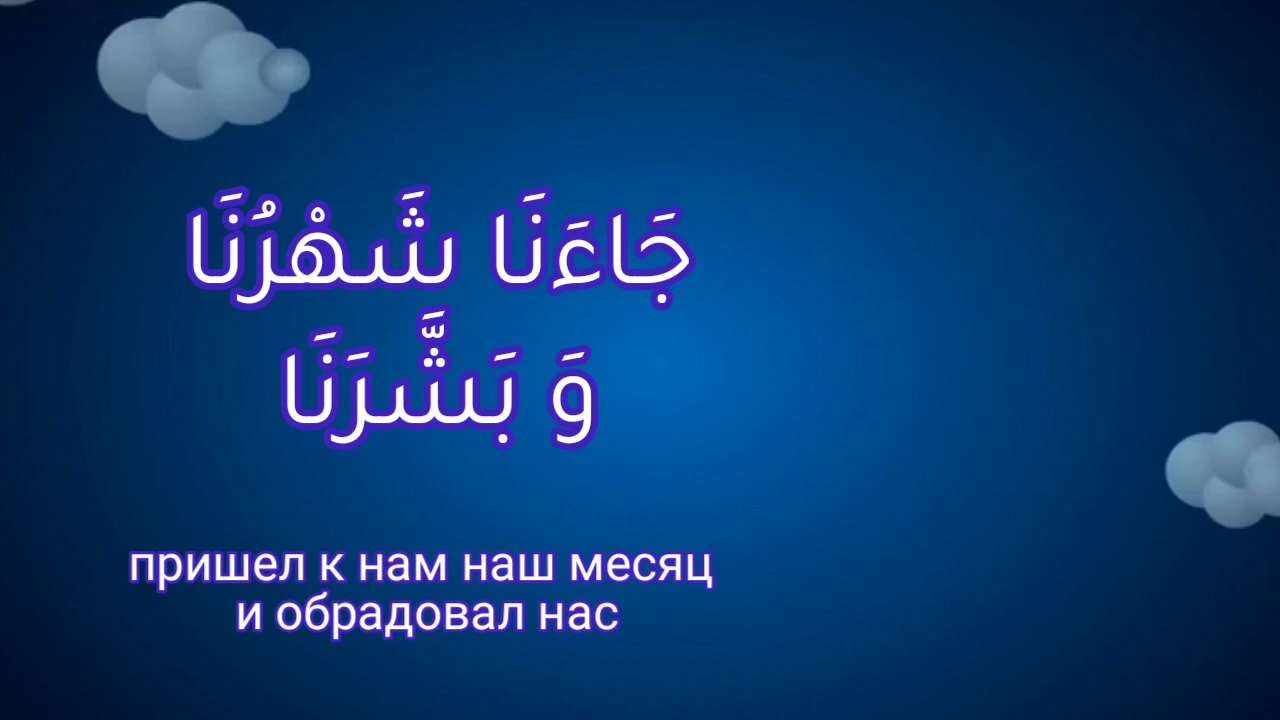 جَاءَنَا شَهْرُنَا
وَ بَشَّرَنَا
пришел к нам наш месяц
и обрадовал нас